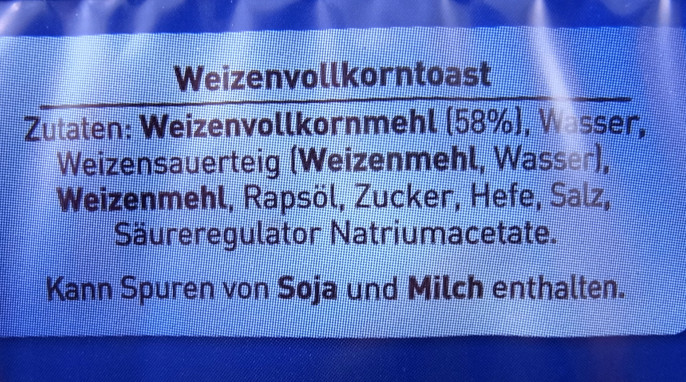 Weizenvollkorntoast
Zutaten: Weizenvollkornmehl (58%), Wasser,
Weizensauerteig (Weizenmehl, Wasser),
Weizenmehl, Rapsöl, Zucker, Hefe, Salz,
Säureregulator Natriumacetate.
Kann Spuren von Soja und Milch enthalten.